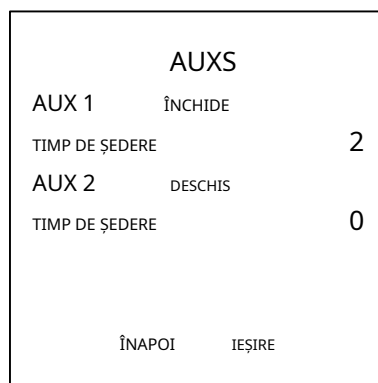 AUXS
AUX 1 ÎNCHIDE
TIMP DE ȘEDERE 2
AUX 2 DESCHIS
TIMP DE ȘEDERE 0
ÎNAPOI IEȘIRE